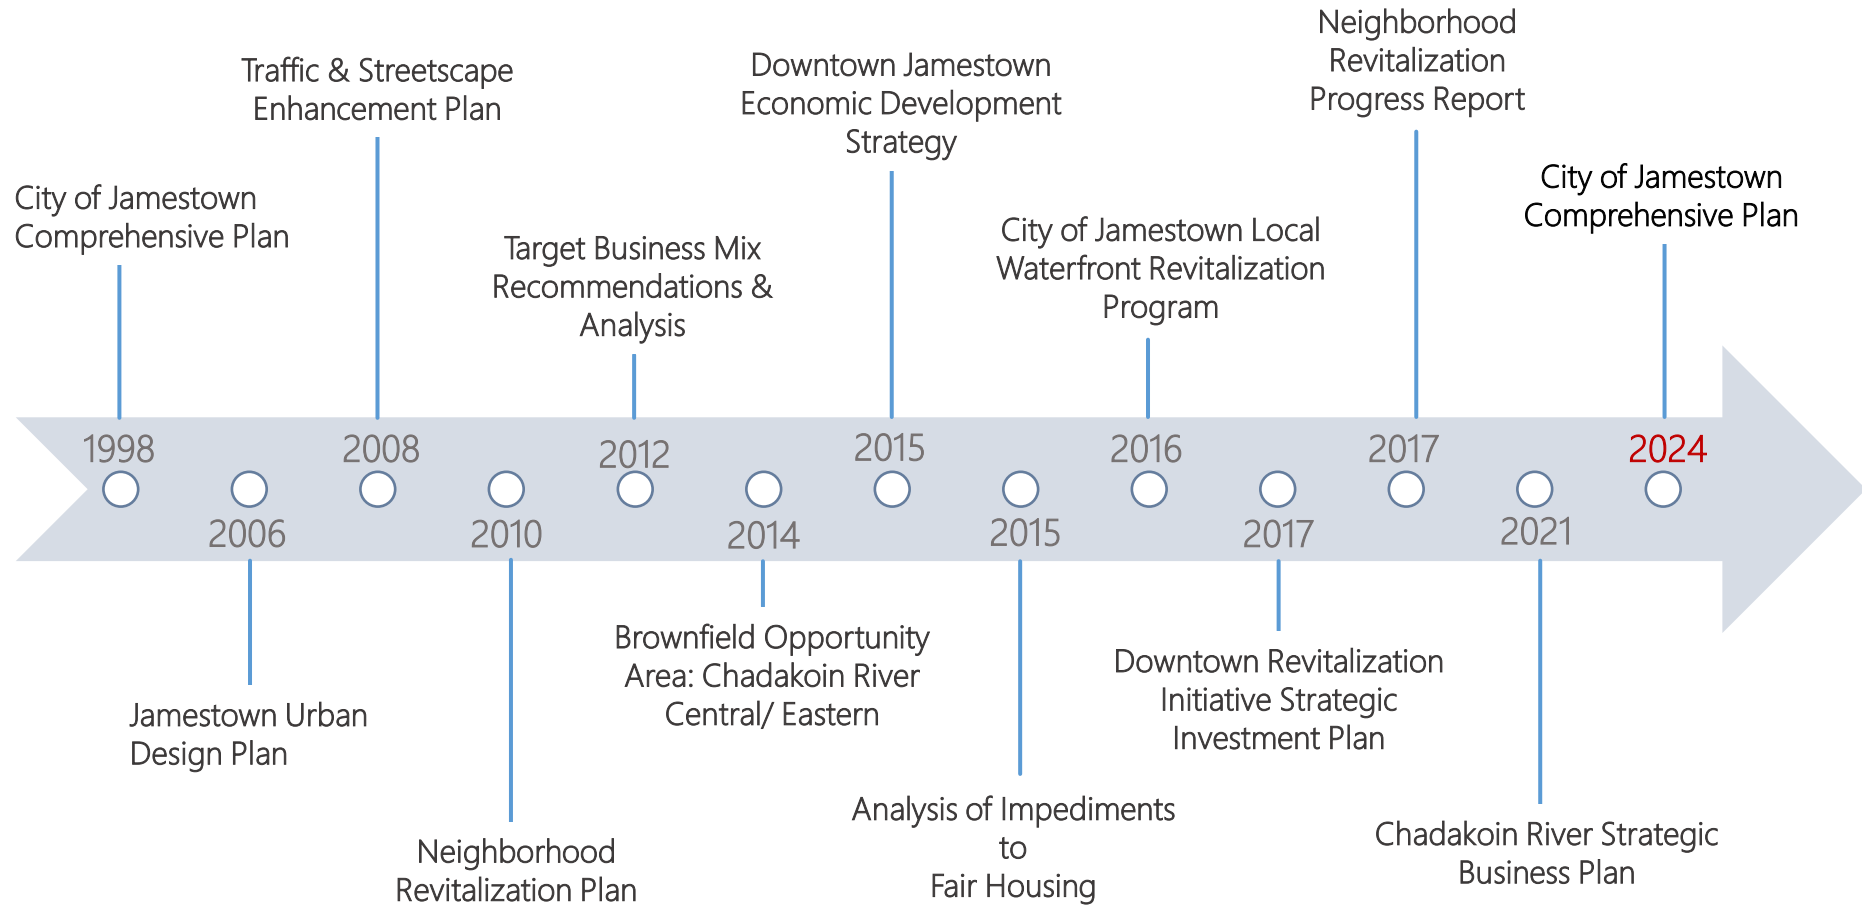 City of Jamestown
Comprehensive Plan
1998
2006
Jamestown Urban
Design Plan
Traffic & Streetscape
Enhancement Plan
2008
2010
Neighborhood
Revitalization Plan
Target Business Mix
Recommendations &
Analysis
2012
2014
Brownfield Opportunity
Area: Chadakoin River
Central/ Eastern
Downtown Jamestown
Economic Development
Strategy
2015
2015
Analysis of Impediments
to
Fair Housing
City of Jamestown Local
Waterfront Revitalization
Program
2016
2017
Downtown Revitalization
Initiative Strategic
Investment Plan
Neighborhood
Revitalization
Progress Report
2017
2021
Chadakoin River Strategic
Business Plan
City of Jamestown
Comprehensive Plan
2024